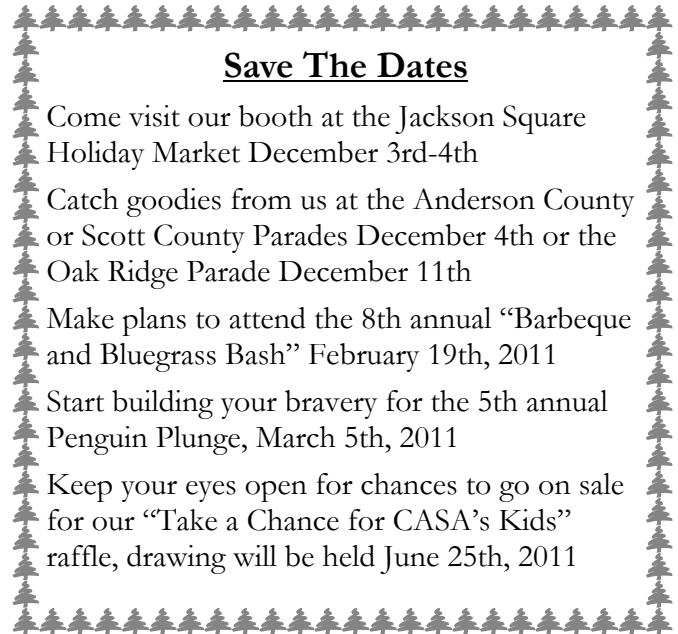 Save The Dates
Come visit our booth at the Jackson Square
Holiday Market December 3rd-4th
Catch goodies from us at the Anderson County
or Scott County Parades December 4th or the
Oak Ridge Parade December 11th
Make plans to attend the 8th annual “Barbeque
and Bluegrass Bash” February 19th, 2011
Start building your bravery for the 5th annual
Penguin Plunge, March 5th, 2011
Keep your eyes open for chances to go on sale
for our “Take a Chance for CASA’s Kids”
raffle, drawing will be held June 25th, 2011